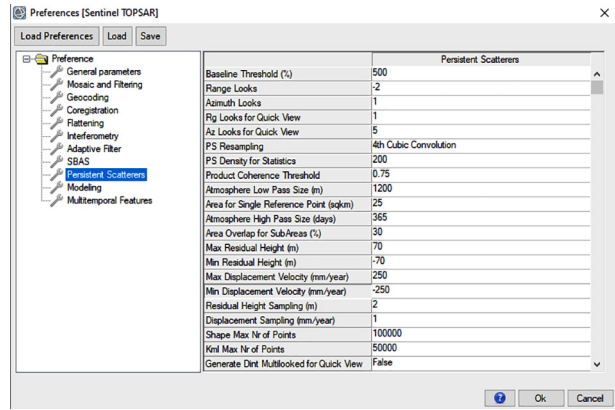 Preferences [Sentinel TOPSAR]
Load Preferences Load Save
Preference
General parameters
Mosaic and Filtering
Geocoding
Coregistration
Flattening
Interferometry
Adaptive Filter
SBAS
Persistent Scatterers
Modeling
Multitemporal Features
Persistent Scatterers
Baseline Threshold (%) 500
Range Looks -2
Azimuth Looks 1
Rg Looks for Quick View 1
Az Looks for Quick View 5
PS Resampling 4th Cubic Convolution
PS Density for Statistics 200
Product Coherence Threshold 0.75
Atmosphere Low Pass Size (m) 1200
Area for Single Reference Point (sqkm) 25
Atmosphere High Pass Size (days) 365
Area Overlap for SubAreas (%) 30
Max Residual Height (m) 70
Min Residual Height (m) -70
Max Displacement Velocity (mm/year) 250
Min Displacement Velocity (mm/year) -250
Residual Height Sampling (m) 2
Displacement Sampling (mm/year) 1
Shape Max Nr of Points 100000
Kml Max Nr of Points 50000
Generate Dint Multilooked for Quick View False
? Ok Cancel